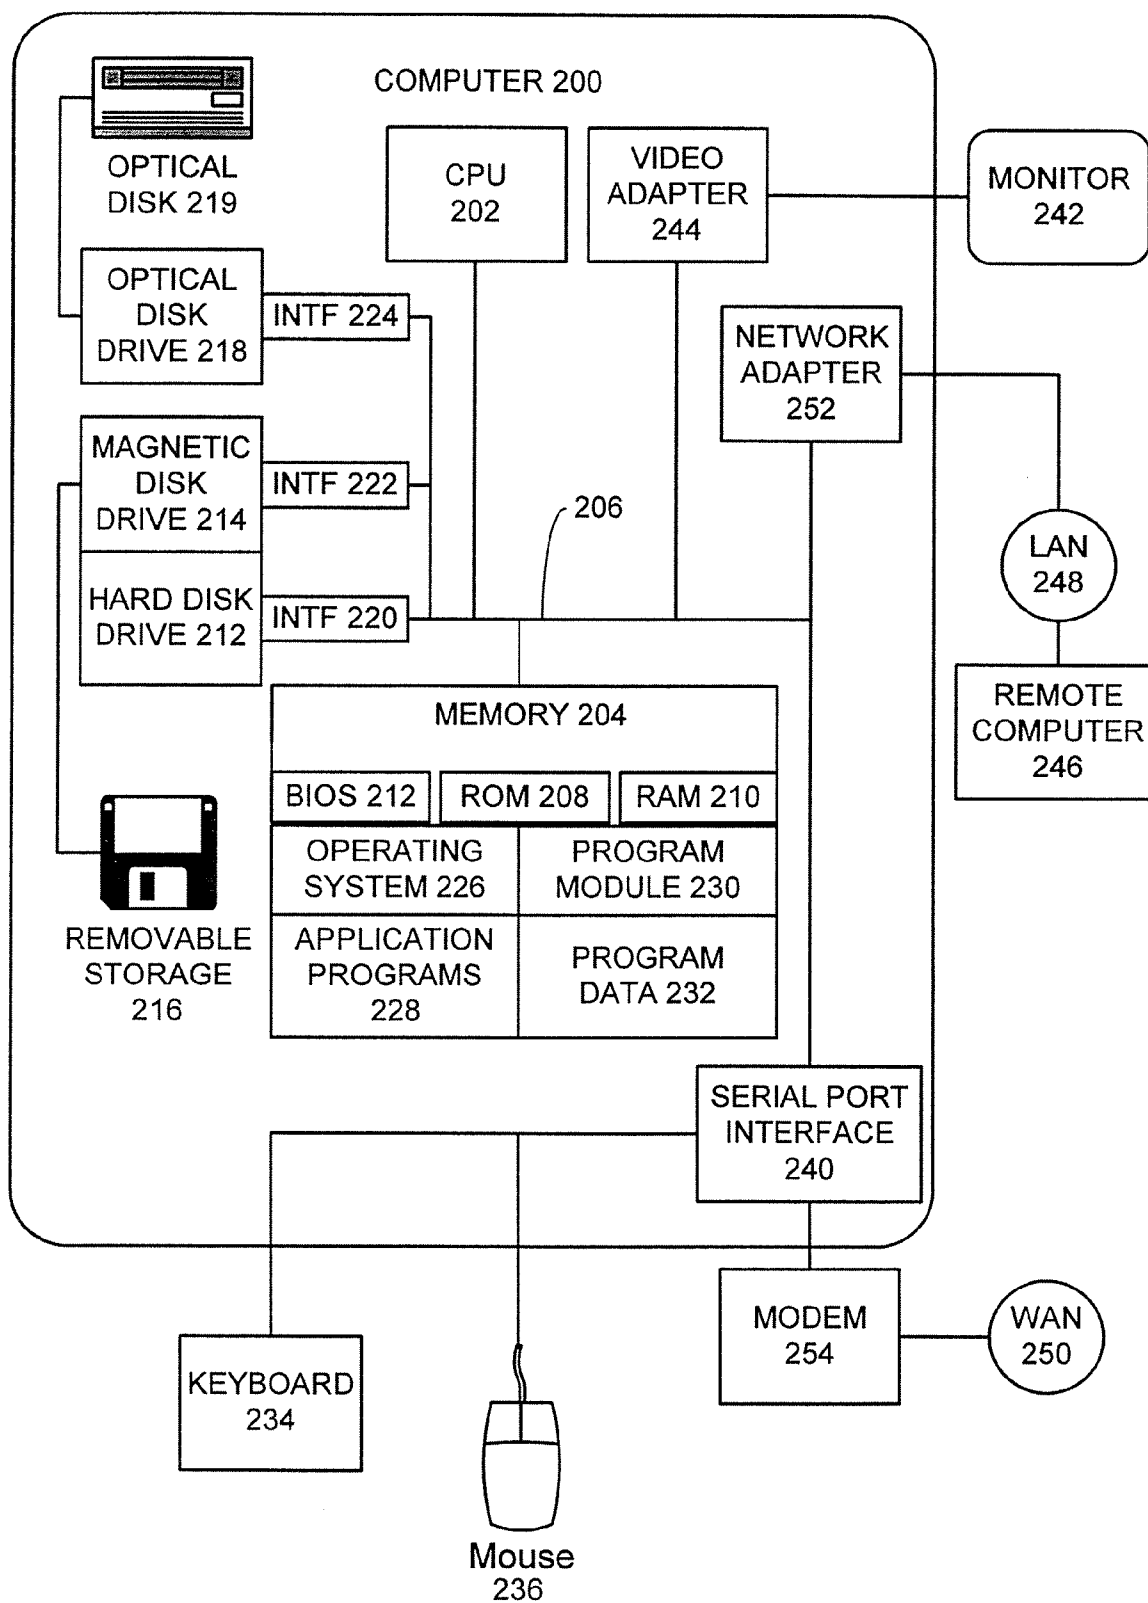 COMPUTER 200
OPTICAL
DISK 219
CPU
202
VIDEO
ADAPTER
244
MONITOR
242
OPTICAL
DISK
DRIVE 218
INTF 224
NETWORK
ADAPTER
252
MAGNETIC
DISK
DRIVE 214
INTF 222
206
LAN
248
HARD DISK
DRIVE 212
INTF 220
REMOTE
COMPUTER
246
MEMORY 204
BIOS 212
ROM 208
RAM 210
OPERATING
SYSTEM 226
PROGRAM
MODULE 230
REMOVABLE
STORAGE
216
APPLICATION
PROGRAMS
228
PROGRAM
DATA 232
SERIAL PORT
INTERFACE
240
MODEM
254
WAN
250
KEYBOARD
234
Mouse
236